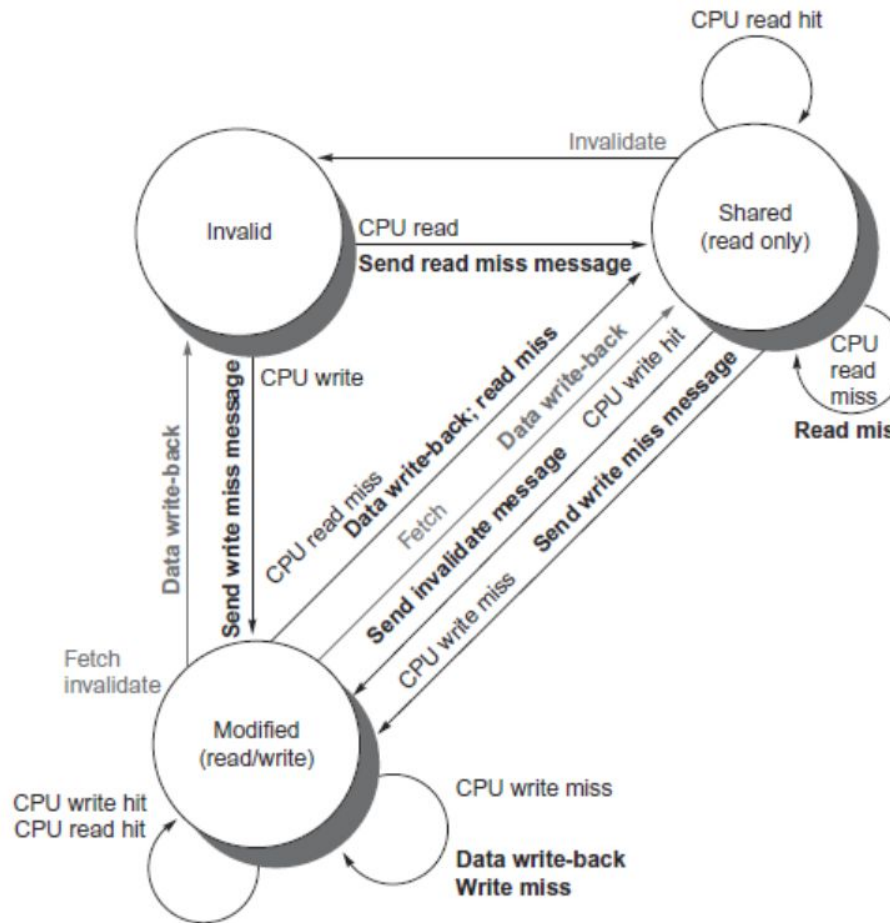 CPU read hit
Invalidate
Invalid
Shared
(read only)
CPU read
Send read miss message
CPU write
Send write miss message
Data write-back
Fetch
invalidate
CPU read miss
Data write-back; read miss
Fetch
Data write-back
Send invalidate message
CPU write hit
CPU write miss
Send write miss message
CPU
read
miss
Read mis
Modified
(read/write)
CPU write hit
CPU read hit
CPU write miss
Data write-back
Write miss